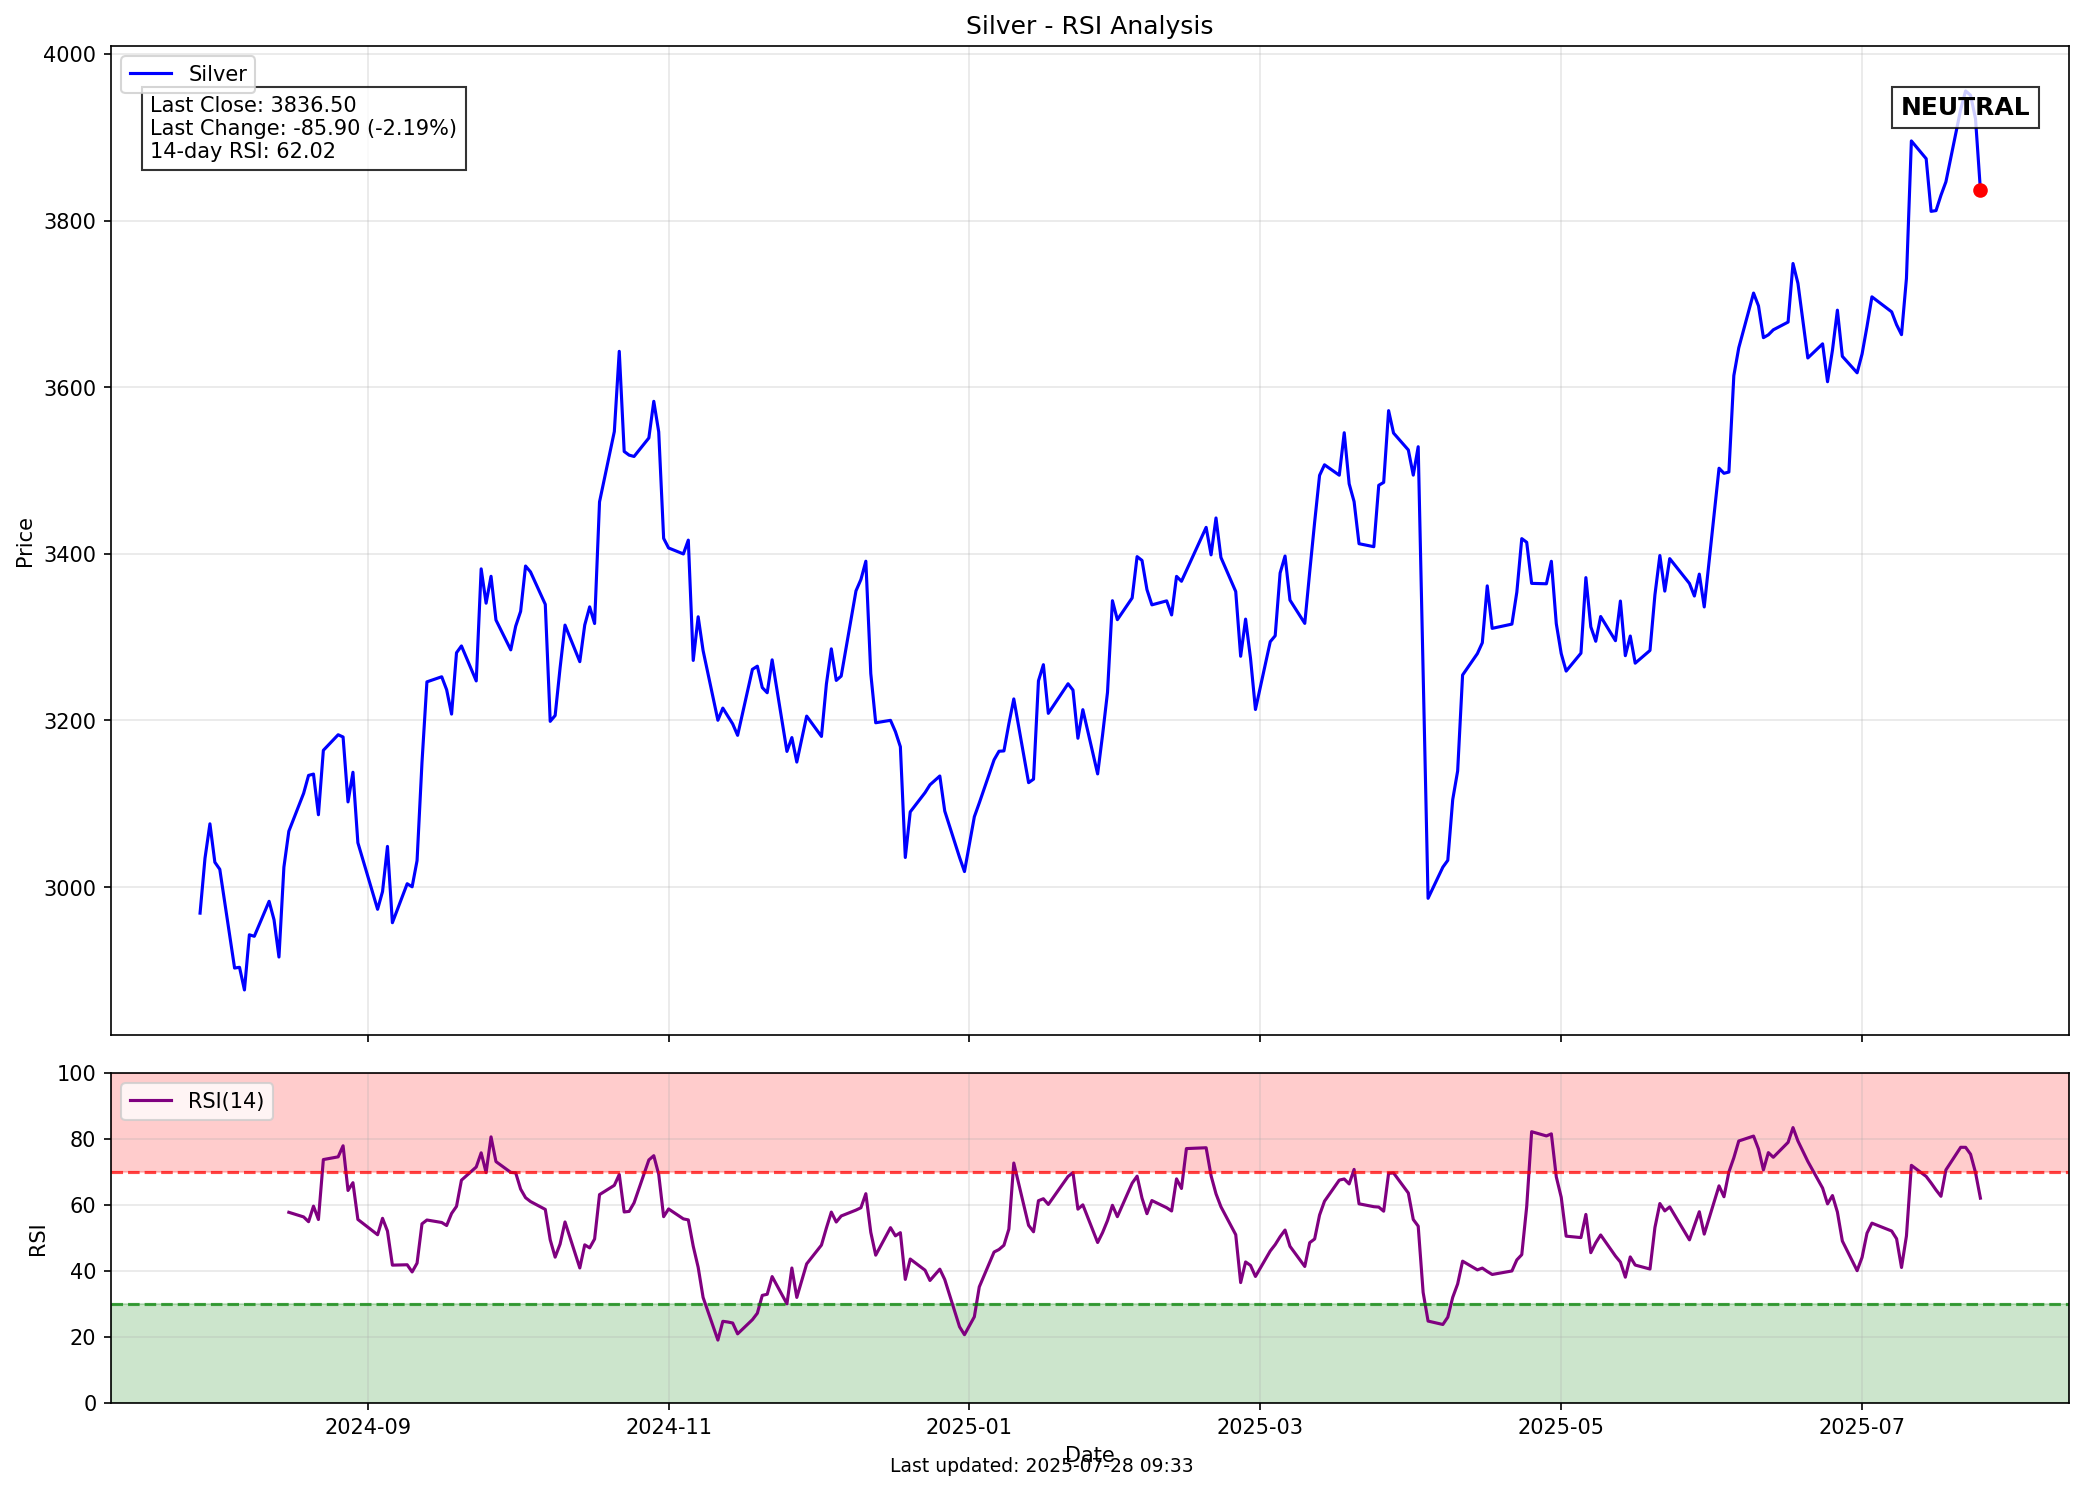 Silver - RSI Analysis
4000
3800
3600
3400
3200
3000
Price
Silver
Last Close: 3836.50
Last Change: -85.90 (-2.19%)
14-day RSI: 62.02
NEUTRAL
100
80
60
40
20
0
RSI
RSI(14)
2024-09
2024-11
2025-01
2025-03
2025-05
2025-07
Date
Last updated: 2025-07-28 09:33